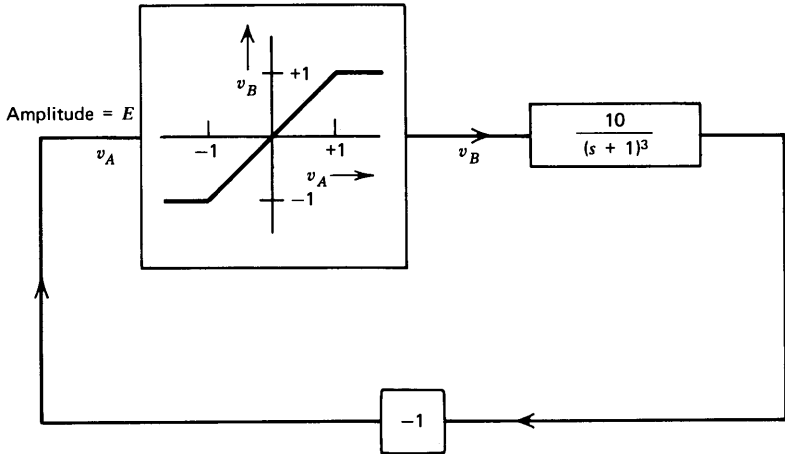 +1
v_B
Amplitude = E
v_A
−1
+1
v_A
−1
v_B
10
(s + 1)³
−1